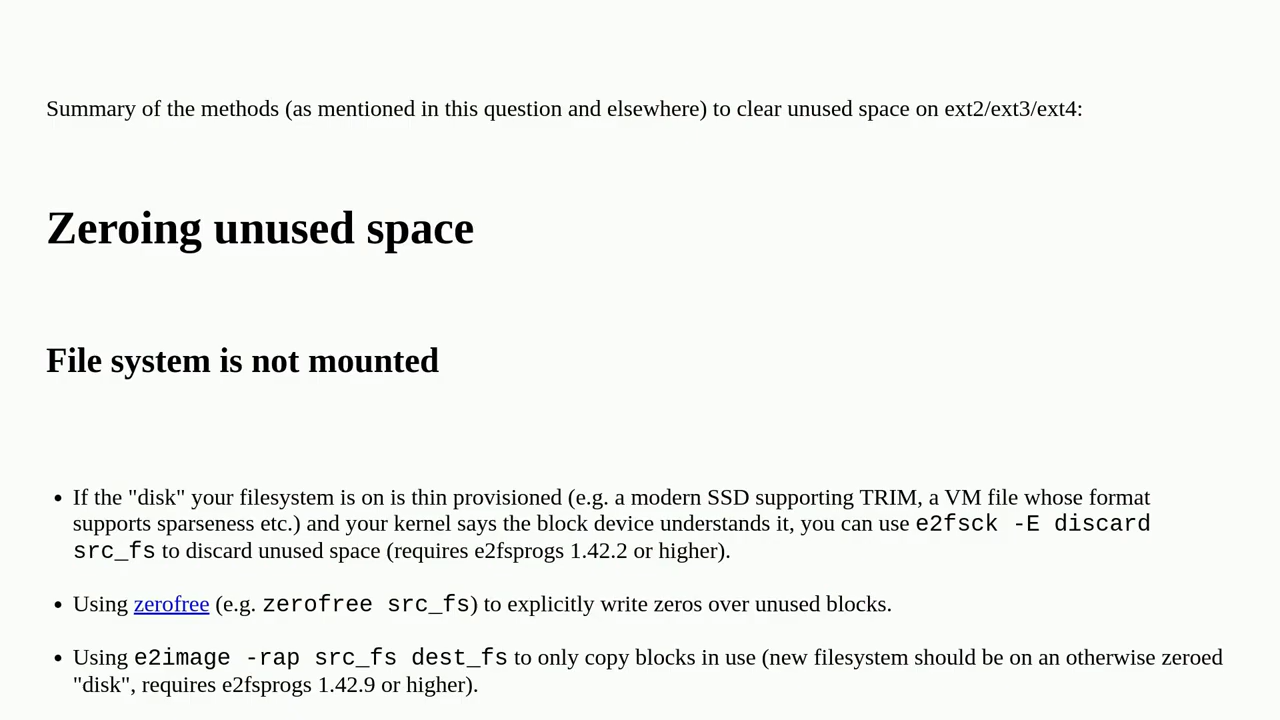 Summary of the methods (as mentioned in this question and elsewhere) to clear unused space on ext2/ext3/ext4:
Zeroing unused space
File system is not mounted
• If the "disk" your filesystem is on is thin provisioned (e.g. a modern SSD supporting TRIM, a VM file whose format
supports sparseness etc.) and your kernel says the block device understands it, you can use e2fsck -E discard
src_fs to discard unused space (requires e2fsprogs 1.42.2 or higher).
• Using zerofree (e.g. zerofree src_fs) to explicitly write zeros over unused blocks.
• Using e2image -rap src_fs dest_fs to only copy blocks in use (new filesystem should be on an otherwise zeroed
"disk", requires e2fsprogs 1.42.9 or higher).